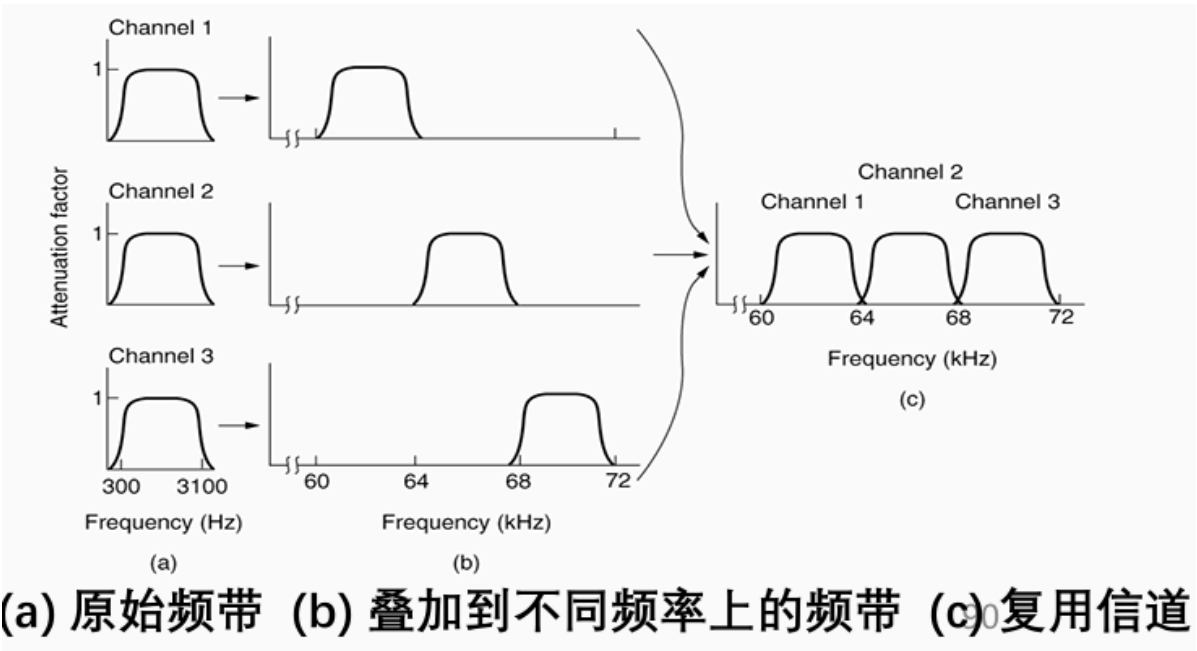 Channel 1
1
Channel 2
1
Attenuation factor
Channel 3
1
300 3100
Frequency (Hz)
(a)
60 64 68 72
Frequency (kHz)
(b)
Channel 2
Channel 1 Channel 3
60 64 68 72
Frequency (kHz)
(c)
(a) 原始频带 (b) 叠加到不同频率上的频带 (c) 复用信道
90